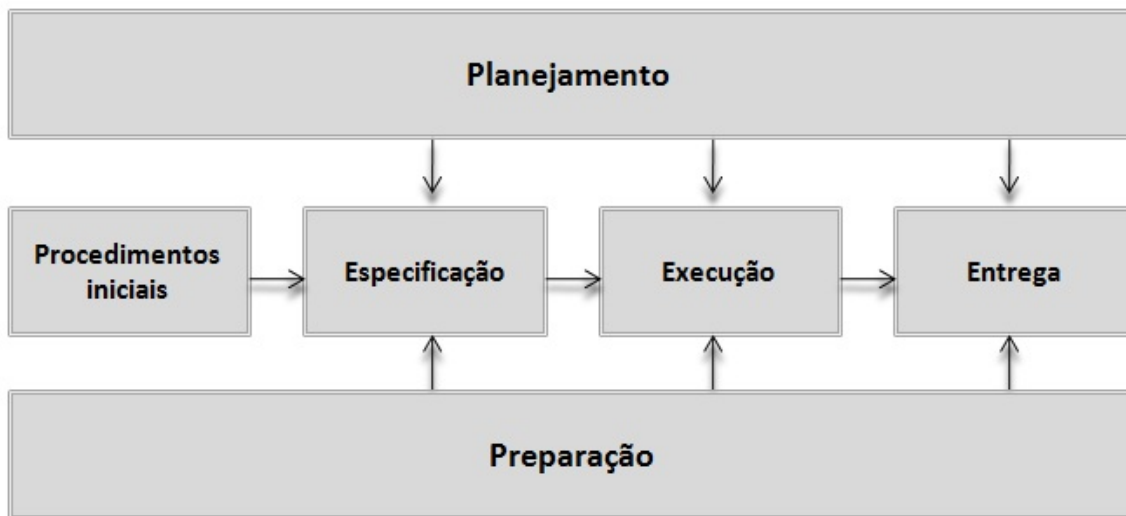 Planejamento
Procedimentos
iniciais
Especificação
Execução
Entrega
Preparação